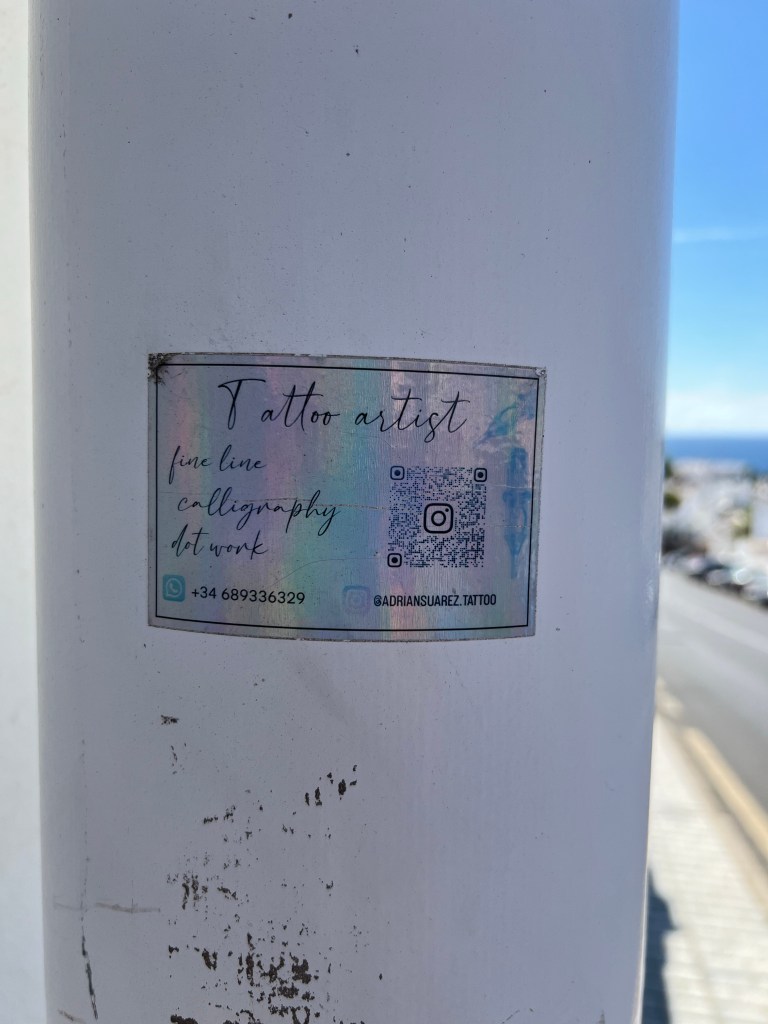 Tattoo artist
fine line
calligraphy
dot work
+34 689336329
@ADRIANSUAREZ.TATTOO